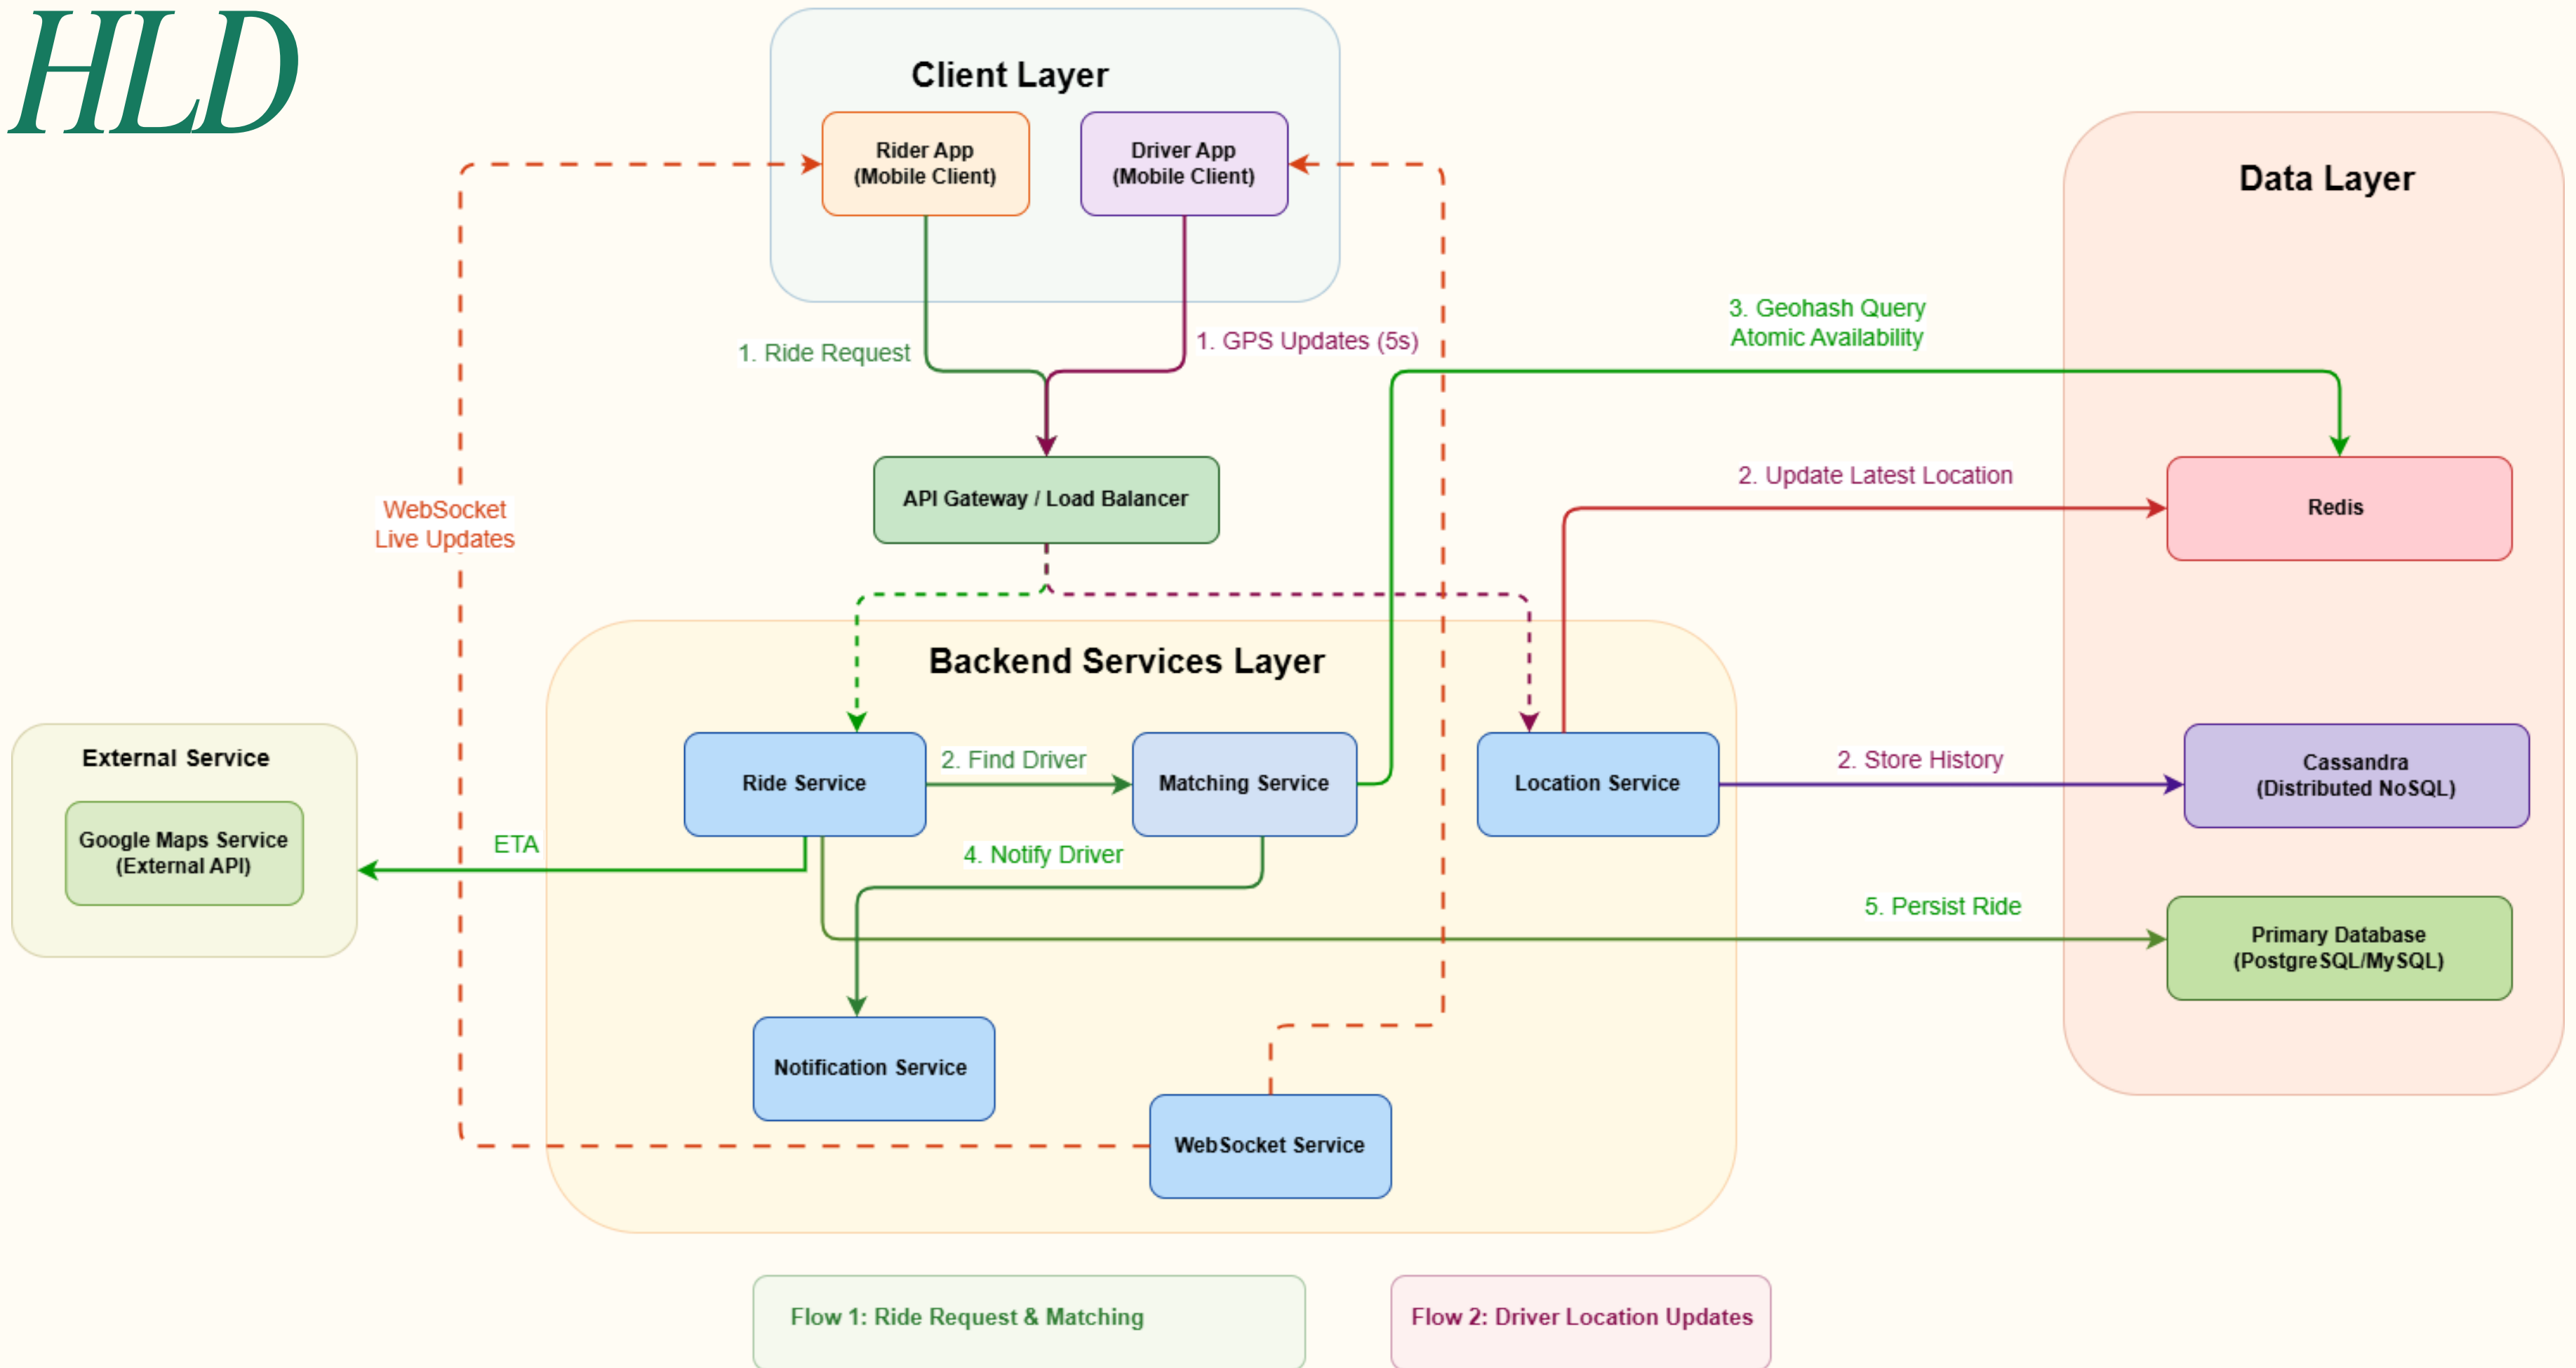 HLD
Client Layer
Rider App
(Mobile Client)
Driver App
(Mobile Client)
Data Layer
1. Ride Request
1. GPS Updates (5s)
3. Geohash Query
Atomic Availability
API Gateway / Load Balancer
2. Update Latest Location
Redis
WebSocket
Live Updates
Backend Services Layer
External Service
Google Maps Service
(External API)
ETA
Ride Service
2. Find Driver
Matching Service
Location Service
2. Store History
Cassandra
(Distributed NoSQL)
4. Notify Driver
5. Persist Ride
Primary Database
(PostgreSQL/MySQL)
Notification Service
WebSocket Service
Flow 1: Ride Request & Matching
Flow 2: Driver Location Updates